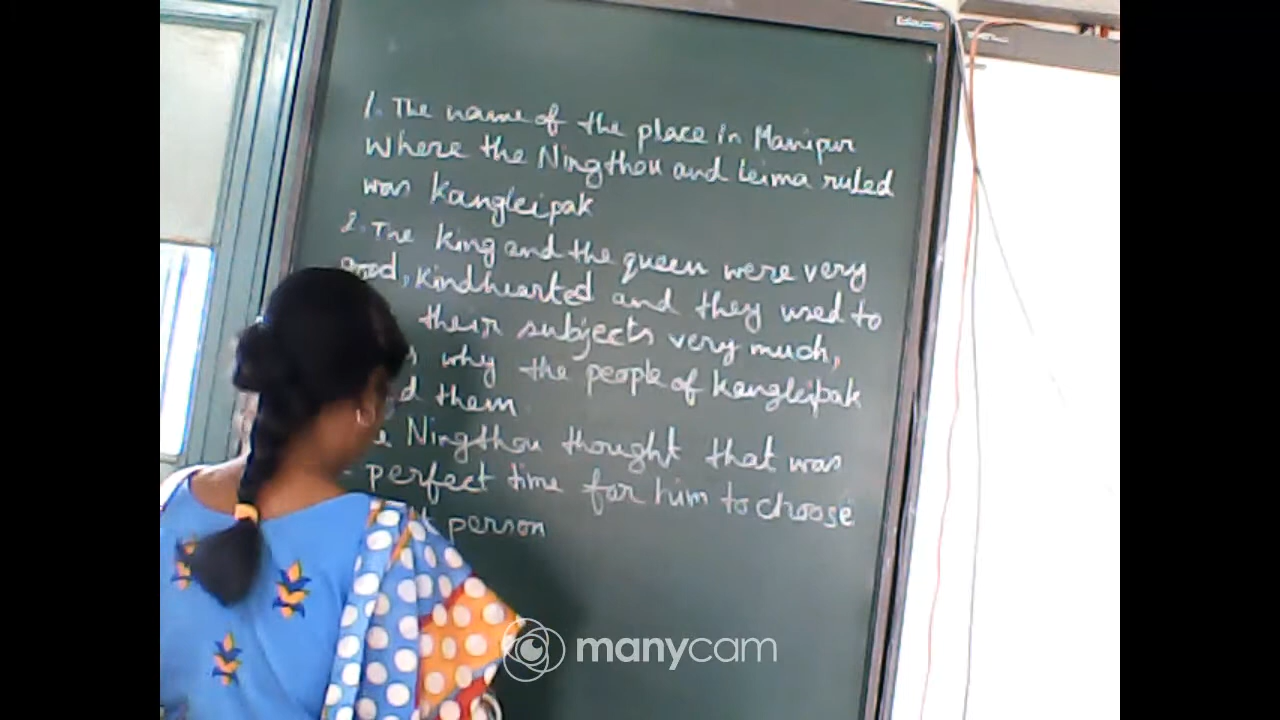 1. The name of the place in Manipur
where the Ningthou and Leima ruled
was Kangleipak
2. The King and the queen were very
good, Kindhearted and they used to
their subjects very much,
why the people of Kangleipak
them.
Ningthou thought that was
perfect time for him to choose
person
manycam